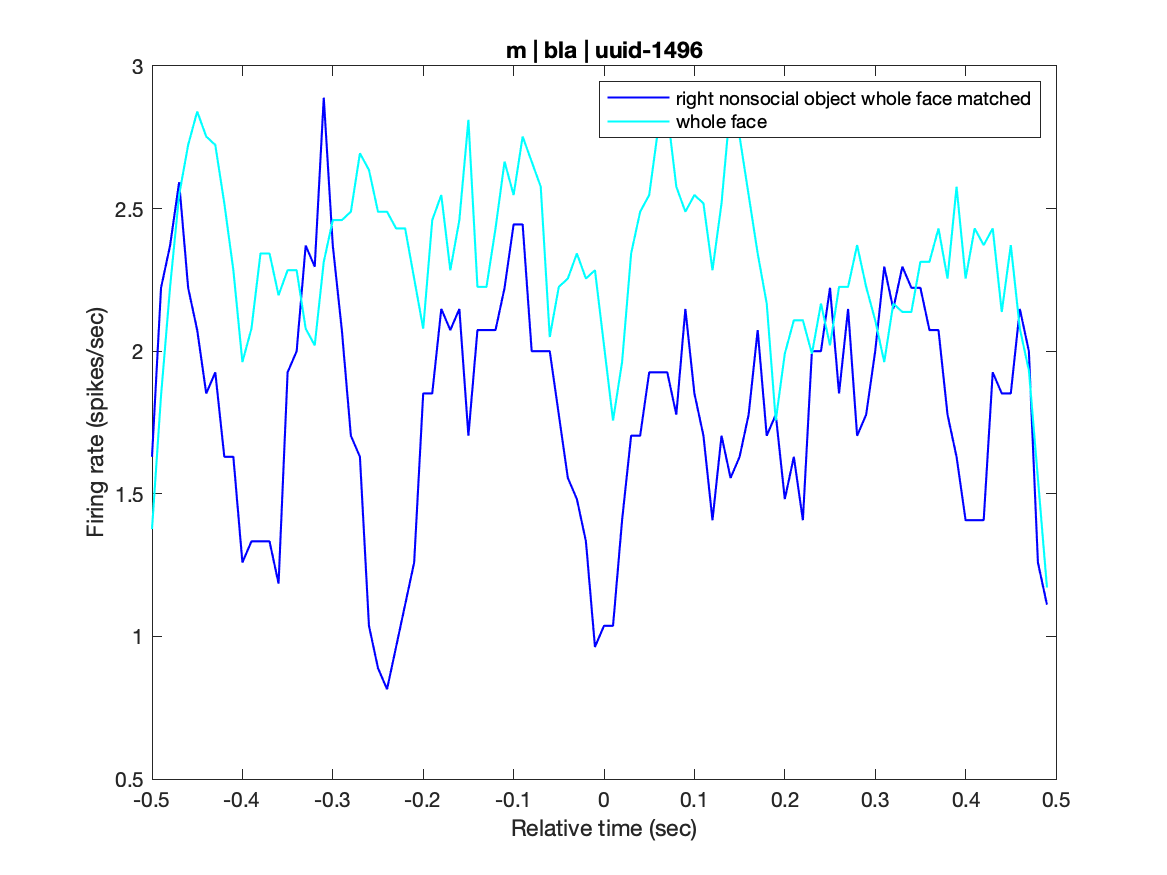 m | bla | uuid-1496
right nonsocial object whole face matched
whole face
Firing rate (spikes/sec)
3
2.5
2
1.5
1
0.5
-0.5 -0.4 -0.3 -0.2 -0.1 0 0.1 0.2 0.3 0.4 0.5
Relative time (sec)